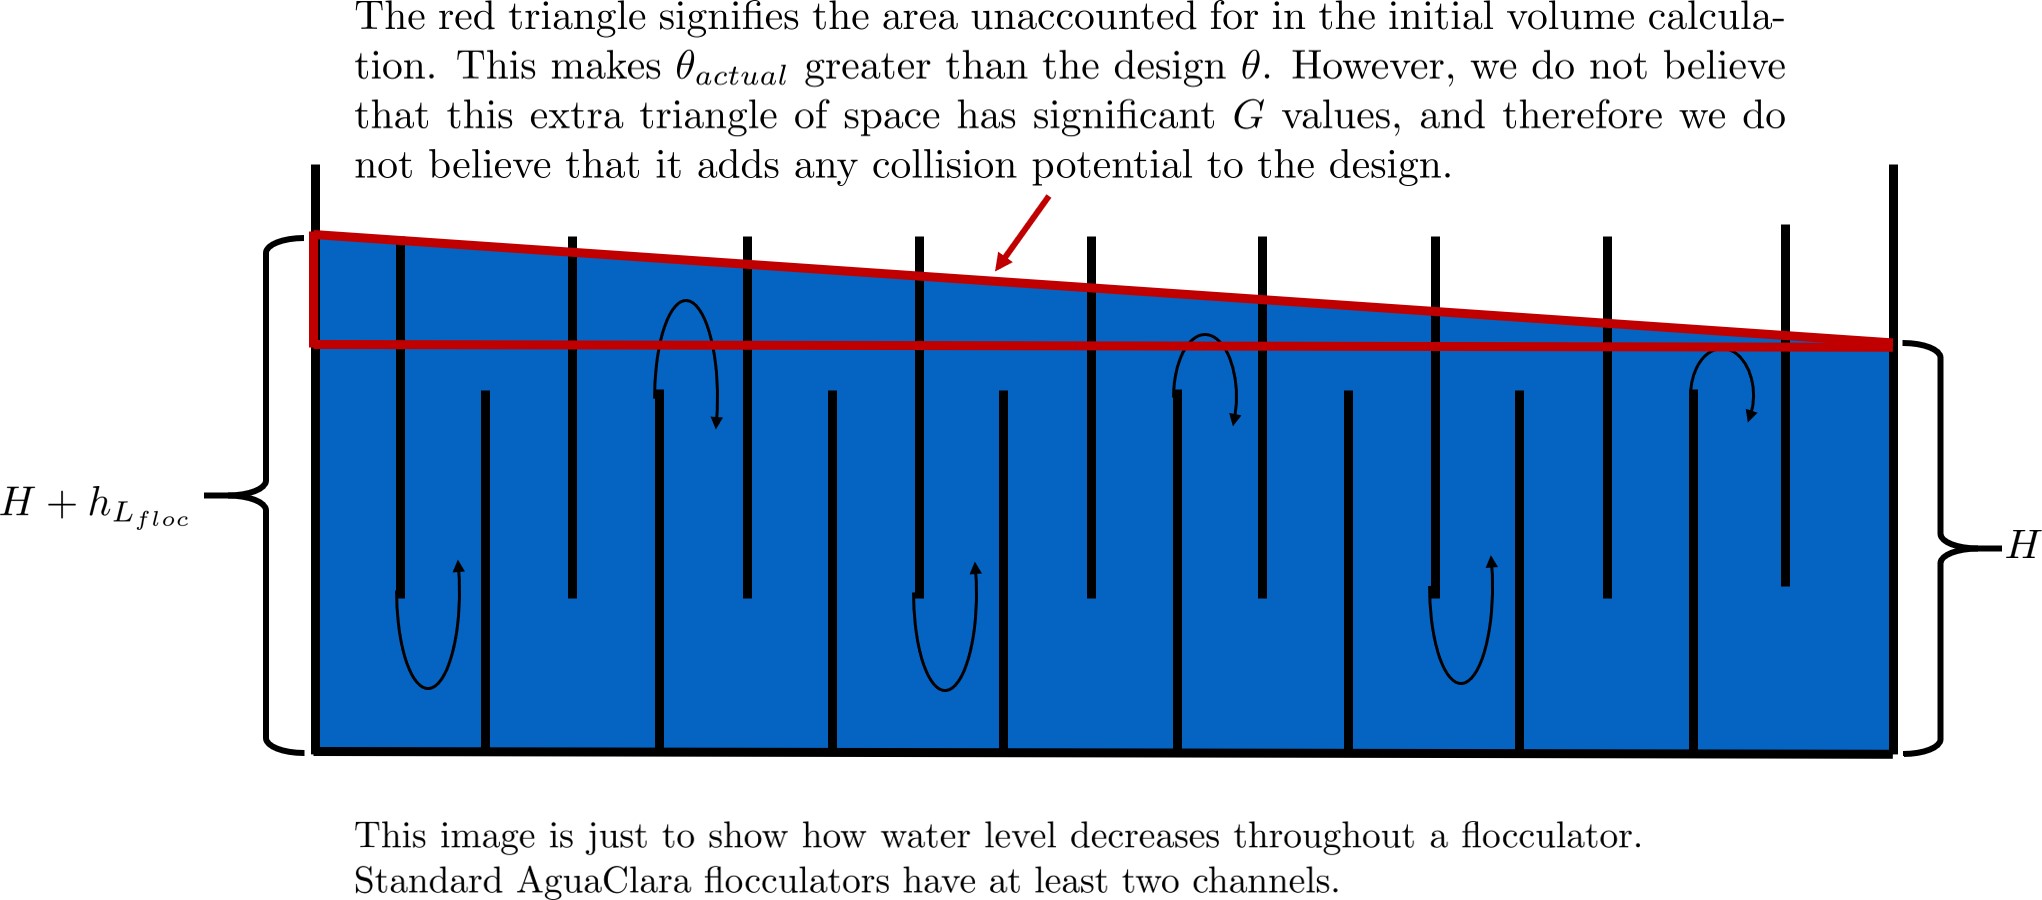 The red triangle signifies the area unaccounted for in the initial volume calcula-
tion. This makes θ_actual greater than the design θ. However, we do not believe
that this extra triangle of space has significant G values, and therefore we do
not believe that it adds any collision potential to the design.
H + h_{L_{floc}}
H
This image is just to show how water level decreases throughout a flocculator.
Standard AguaClara flocculators have at least two channels.